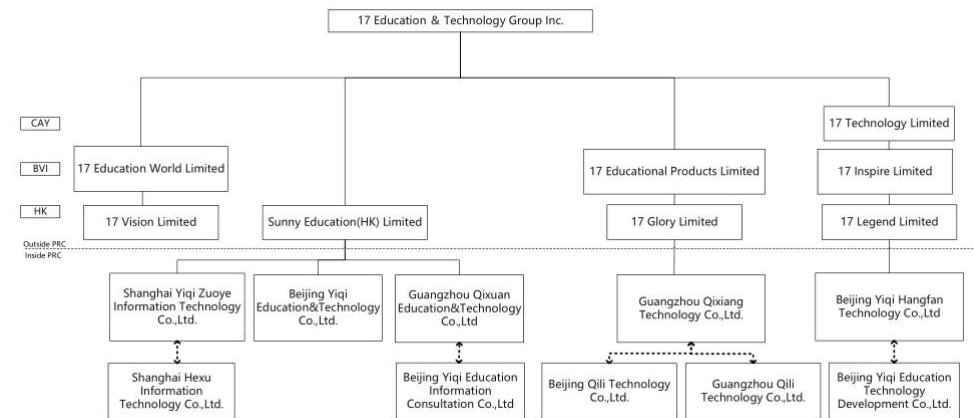 17 Education & Technology Group Inc.
CAY
17 Technology Limited
BVI
17 Education World Limited
17 Educational Products Limited
17 Inspire Limited
HK
17 Vision Limited
Sunny Education(HK) Limited
17 Glory Limited
17 Legend Limited
Outside PRC
Inside PRC
Shanghai Yiqi Zuoye
Information Technology
Co.,Ltd.
Beijing Yiqi
Education&Technology
Co.,Ltd.
Guangzhou Qixuan
Education&Technology
Co.,Ltd
Guangzhou Qixiang
Technology Co.,Ltd.
Beijing Yiqi Hangfan
Technology Co.,Ltd
Shanghai Hexu
Information
Technology Co.,Ltd.
Beijing Yiqi Education
Information
Consultation Co.,Ltd
Beijing Qili Technology
Co.,Ltd.
Guangzhou Qili
Technology Co.,Ltd.
Beijing Yiqi Education
Technology
Development Co.,Ltd.